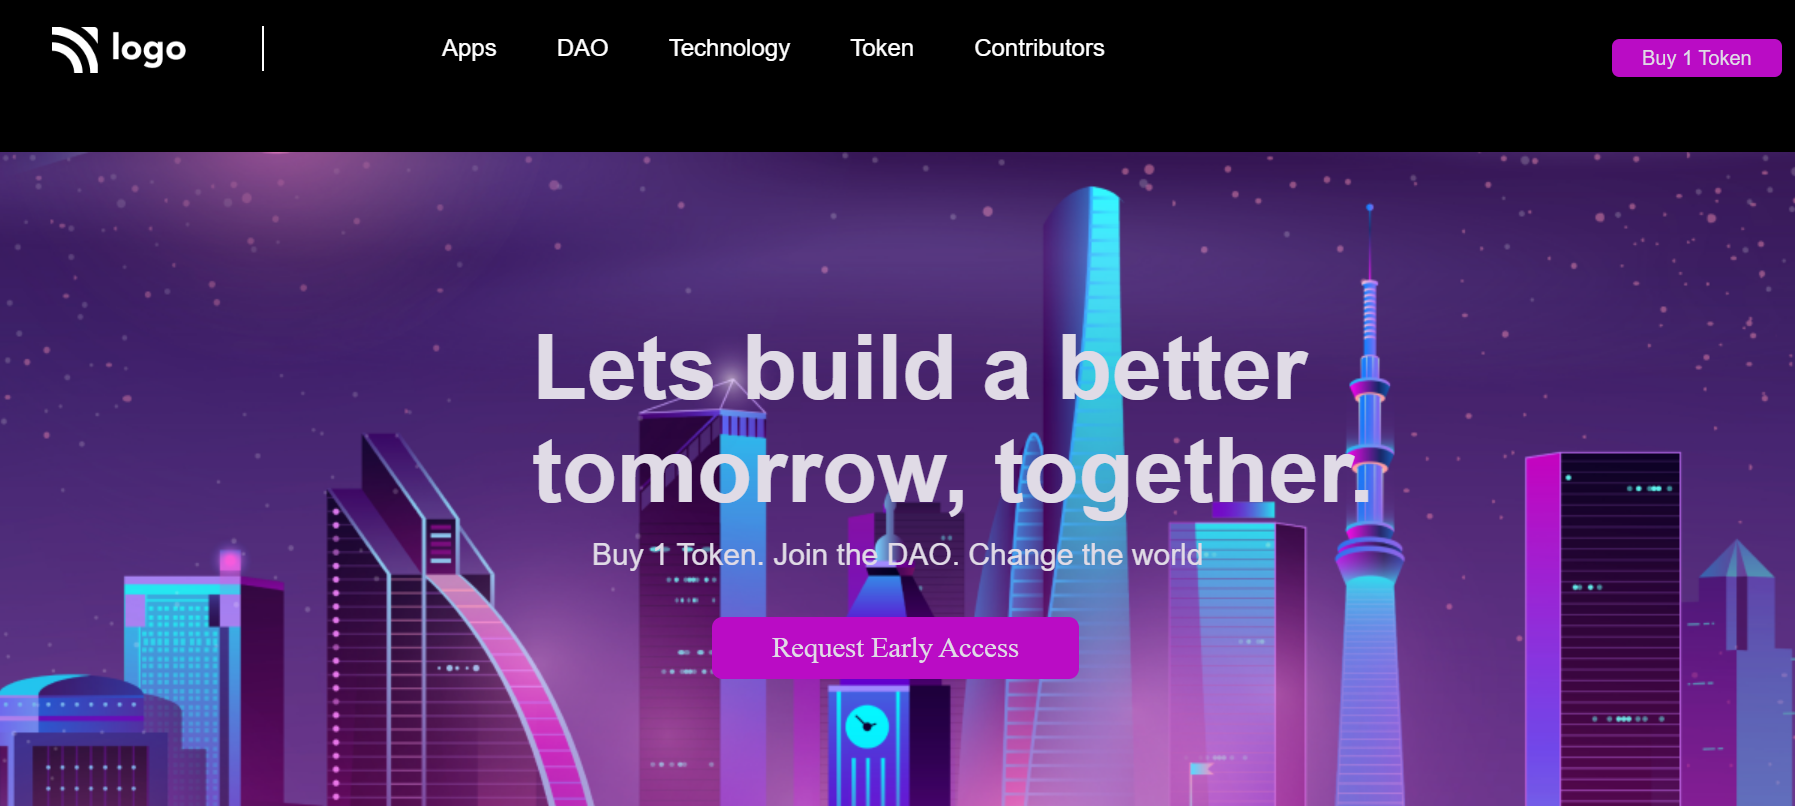 logo
Apps DAO Technology Token Contributors
Buy 1 Token
Lets build a better
tomorrow, together.
Buy 1 Token. Join the DAO. Change the world
Request Early Access